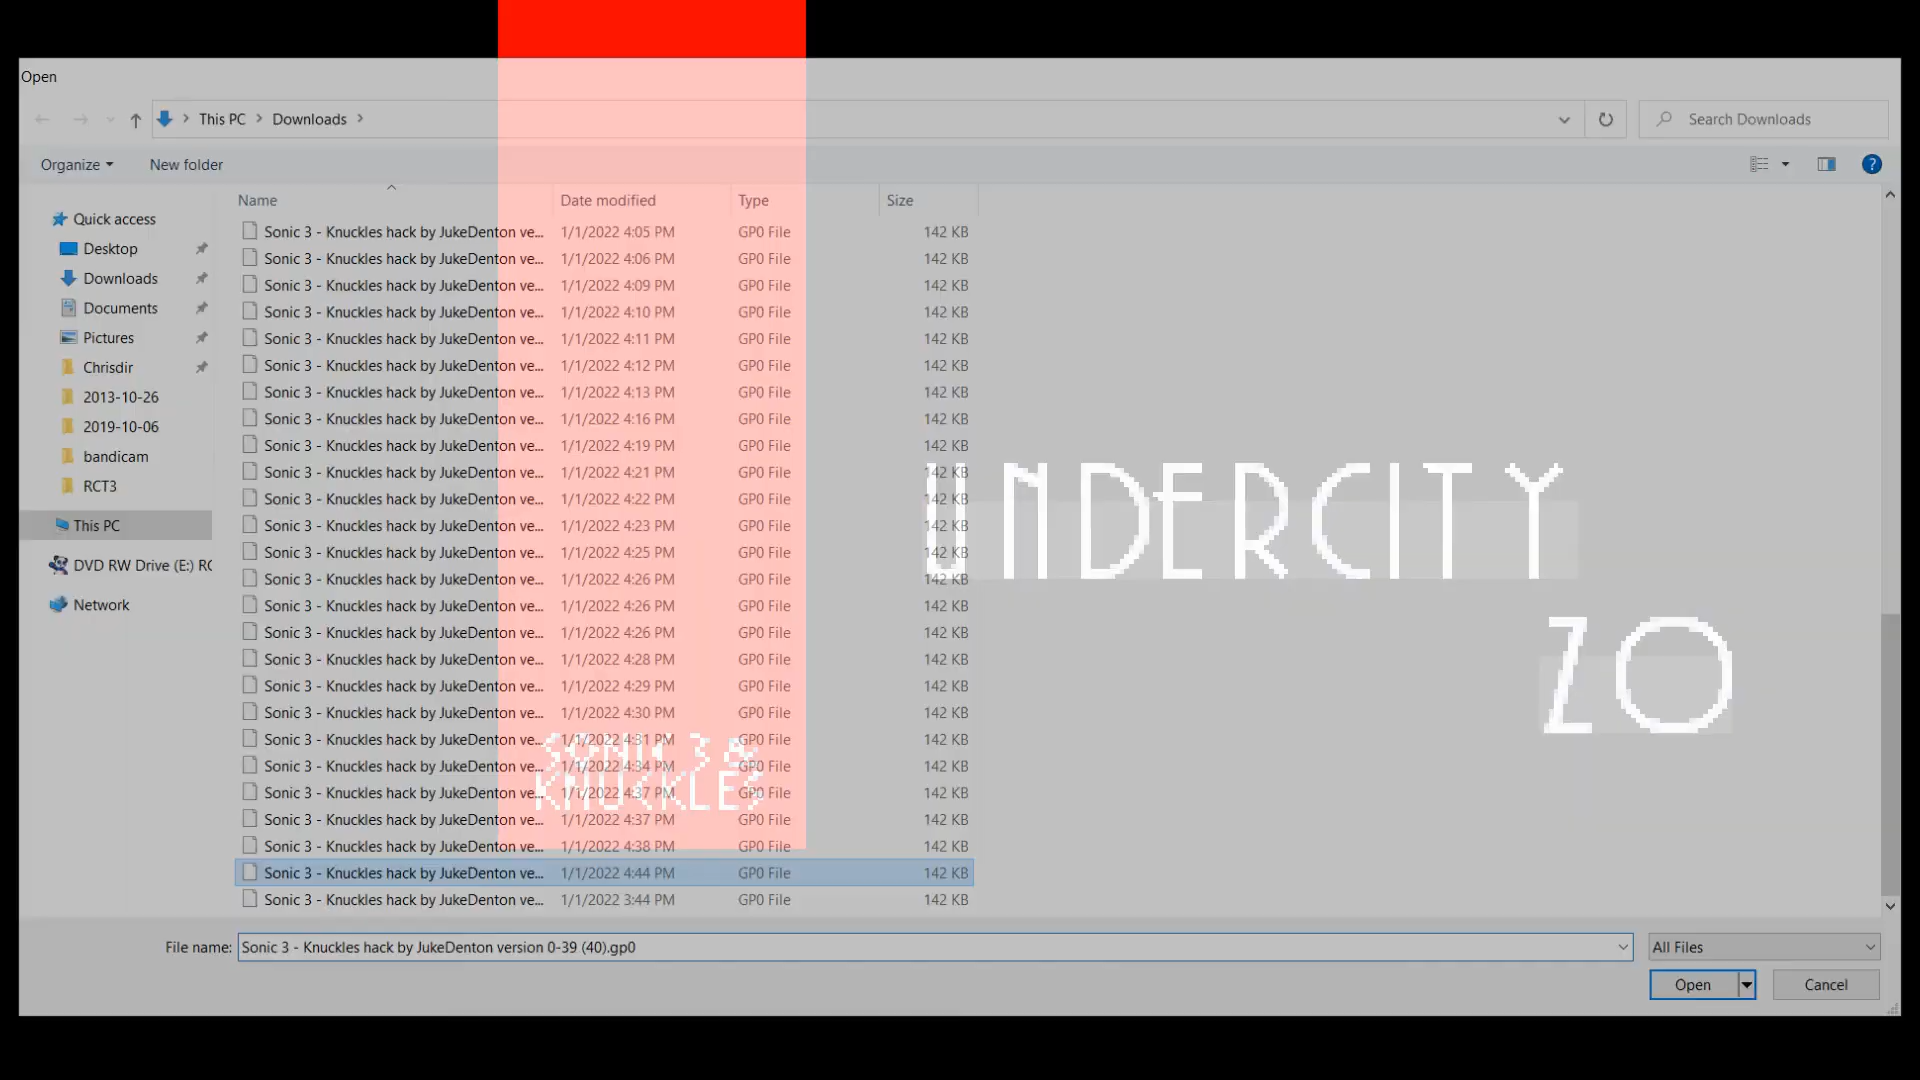 Open
This PC > Downloads >
Search Downloads
Organize
New folder
Name Date modified Type Size
Quick access
Desktop
Downloads
Documents
Pictures
Chrisdir
2013-10-26
2019-10-06
bandicam
RCT3
This PC
DVD RW Drive (E:) RC
Network
Sonic 3 - Knuckles hack by JukeDenton ve... 1/1/2022 4:05 PM GP0 File 142 KB
Sonic 3 - Knuckles hack by JukeDenton ve... 1/1/2022 4:06 PM GP0 File 142 KB
Sonic 3 - Knuckles hack by JukeDenton ve... 1/1/2022 4:09 PM GP0 File 142 KB
Sonic 3 - Knuckles hack by JukeDenton ve... 1/1/2022 4:10 PM GP0 File 142 KB
Sonic 3 - Knuckles hack by JukeDenton ve... 1/1/2022 4:11 PM GP0 File 142 KB
Sonic 3 - Knuckles hack by JukeDenton ve... 1/1/2022 4:12 PM GP0 File 142 KB
Sonic 3 - Knuckles hack by JukeDenton ve... 1/1/2022 4:13 PM GP0 File 142 KB
Sonic 3 - Knuckles hack by JukeDenton ve... 1/1/2022 4:16 PM GP0 File 142 KB
Sonic 3 - Knuckles hack by JukeDenton ve... 1/1/2022 4:19 PM GP0 File 142 KB
Sonic 3 - Knuckles hack by JukeDenton ve... 1/1/2022 4:21 PM GP0 File 142 KB
Sonic 3 - Knuckles hack by JukeDenton ve... 1/1/2022 4:22 PM GP0 File 142 KB
Sonic 3 - Knuckles hack by JukeDenton ve... 1/1/2022 4:23 PM GP0 File 142 KB
Sonic 3 - Knuckles hack by JukeDenton ve... 1/1/2022 4:25 PM GP0 File 142 KB
Sonic 3 - Knuckles hack by JukeDenton ve... 1/1/2022 4:26 PM GP0 File 142 KB
Sonic 3 - Knuckles hack by JukeDenton ve... 1/1/2022 4:26 PM GP0 File 142 KB
Sonic 3 - Knuckles hack by JukeDenton ve... 1/1/2022 4:26 PM GP0 File 142 KB
Sonic 3 - Knuckles hack by JukeDenton ve... 1/1/2022 4:28 PM GP0 File 142 KB
Sonic 3 - Knuckles hack by JukeDenton ve... 1/1/2022 4:29 PM GP0 File 142 KB
Sonic 3 - Knuckles hack by JukeDenton ve... 1/1/2022 4:30 PM GP0 File 142 KB
Sonic 3 - Knuckles hack by JukeDenton ve... 1/1/2022 4:31 PM GP0 File 142 KB
Sonic 3 - Knuckles hack by JukeDenton ve... 1/1/2022 4:34 PM GP0 File 142 KB
Sonic 3 - Knuckles hack by JukeDenton ve... 1/1/2022 4:37 PM GP0 File 142 KB
Sonic 3 - Knuckles hack by JukeDenton ve... 1/1/2022 4:37 PM GP0 File 142 KB
Sonic 3 - Knuckles hack by JukeDenton ve... 1/1/2022 4:38 PM GP0 File 142 KB
Sonic 3 - Knuckles hack by JukeDenton ve... 1/1/2022 4:44 PM GP0 File 142 KB
Sonic 3 - Knuckles hack by JukeDenton ve... 1/1/2022 3:44 PM GP0 File 142 KB
UNDERCITY
ZO
SONIC 3 &
KNUCKLES
File name: Sonic 3 - Knuckles hack by JukeDenton version 0-39 (40).gp0
All Files
Open
Cancel